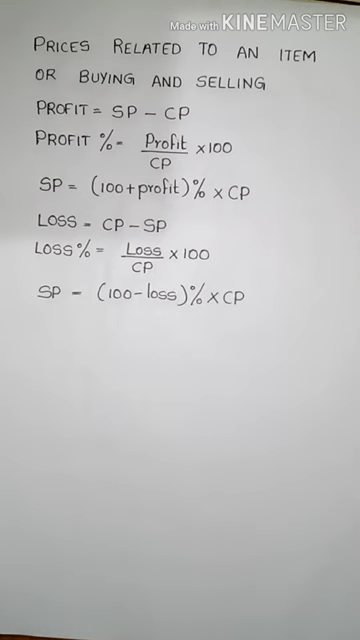 Made with KINEMASTER
PRICES RELATED TO AN ITEM
OR BUYING AND SELLING
PROFIT = SP - CP
PROFIT % = Profit/CP x 100
SP = (100 + profit)% x CP
LOSS = CP - SP
LOSS % = Loss/CP x 100
SP = (100 - loss)% x CP